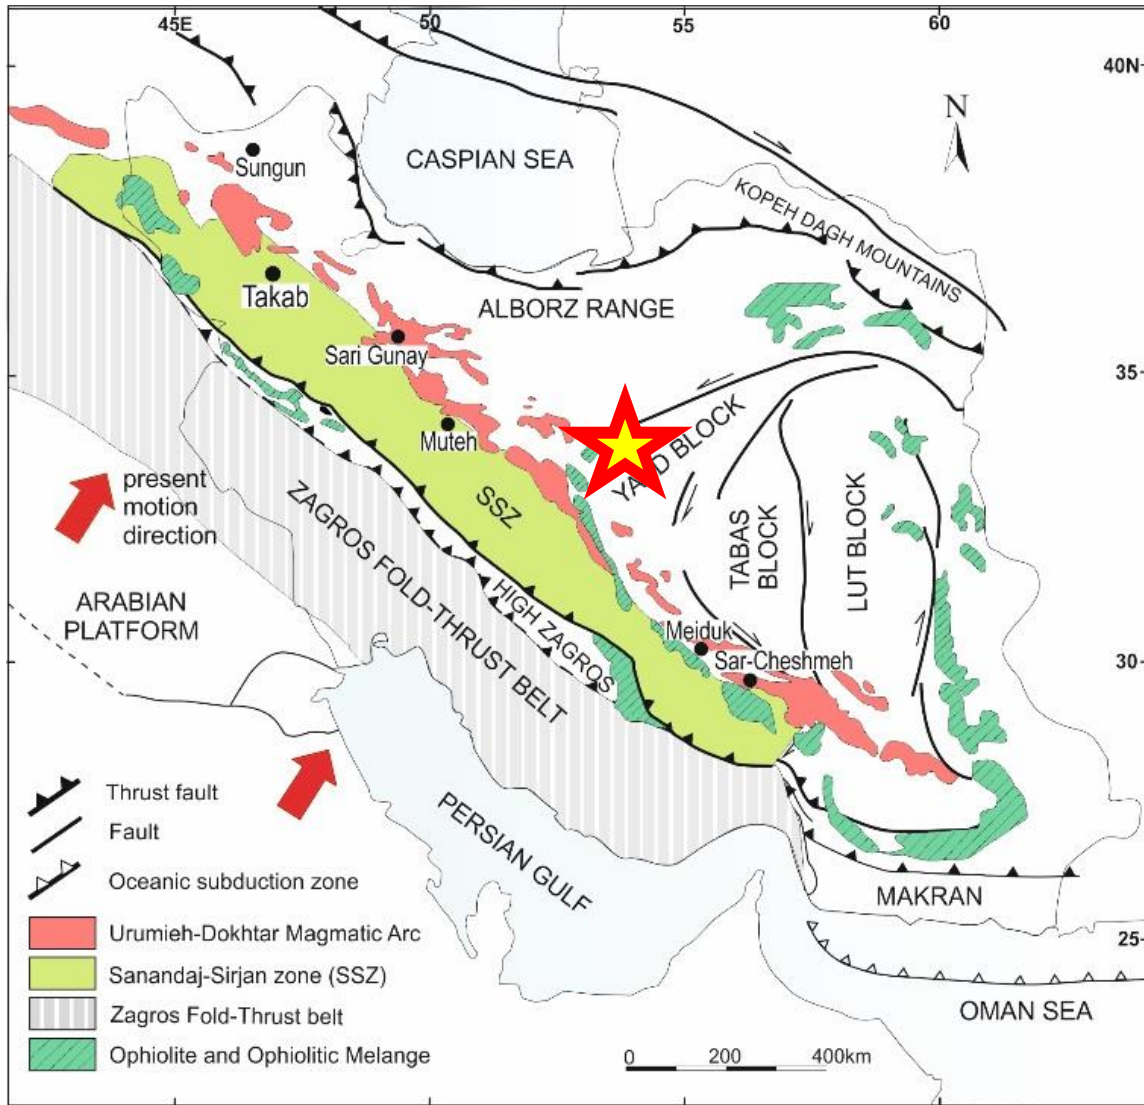 45E
50
55
60
40N
N
CASPIAN SEA
Sungun
KOPEH DAGH MOUNTAINS
Takab
ALBORZ RANGE
Sari Gunay
35
Muteh
YAZD BLOCK
SSZ
present
motion
direction
ZAGROS FOLD-THRUST BELT
TABAS
BLOCK
LUT BLOCK
HIGH ZAGROS
ARABIAN
PLATFORM
Meiduk
Sar-Cheshmeh
30
PERSIAN GULF
MAKRAN
25
OMAN SEA
Thrust fault
Fault
Oceanic subduction zone
Urumieh-Dokhtar Magmatic Arc
Sanandaj-Sirjan zone (SSZ)
Zagros Fold-Thrust belt
Ophiolite and Ophiolitic Melange
0 200 400km